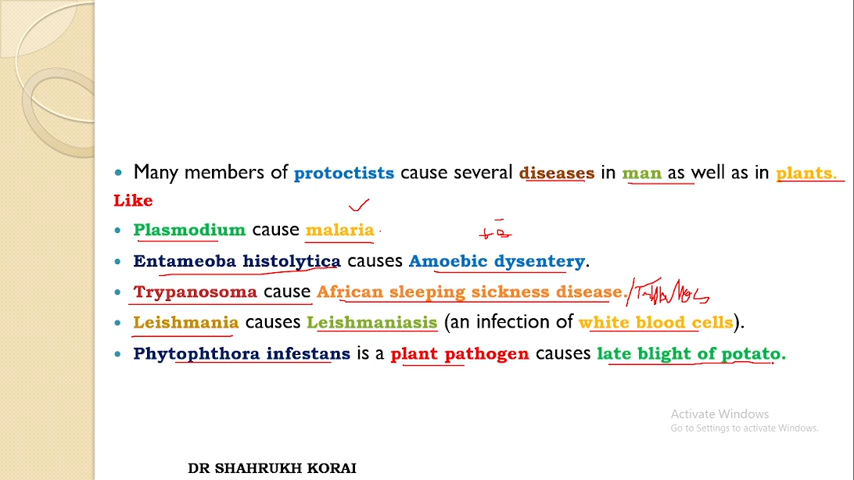 Many members of protoctists cause several diseases in man as well as in plants.
Like
Plasmodium cause malaria
Entameoba histolytica causes Amoebic dysentery.
Trypanosoma cause African sleeping sickness disease.
Leishmania causes Leishmaniasis (an infection of white blood cells).
Phytophthora infestans is a plant pathogen causes late blight of potato.
Activate Windows
Go to Settings to activate Windows.
DR SHAHRUKH KORAI